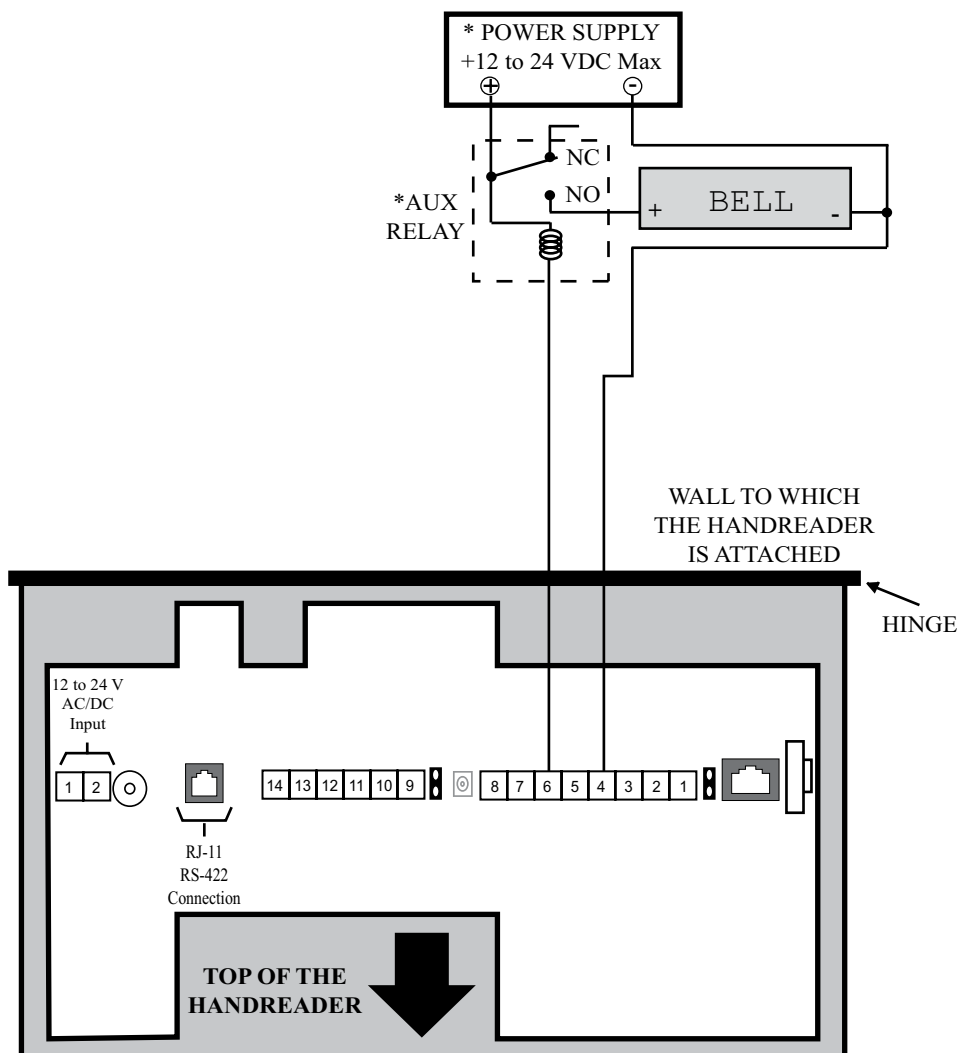 * POWER SUPPLY
+12 to 24 VDC Max
+ -
NC
NO
*AUX
RELAY
+ BELL -
WALL TO WHICH
THE HANDREADER
IS ATTACHED
HINGE
12 to 24 V
AC/DC
Input
1 2
14 13 12 11 10 9
8 7 6 5 4 3 2 1
RJ-11
RS-422
Connection
TOP OF THE
HANDREADER